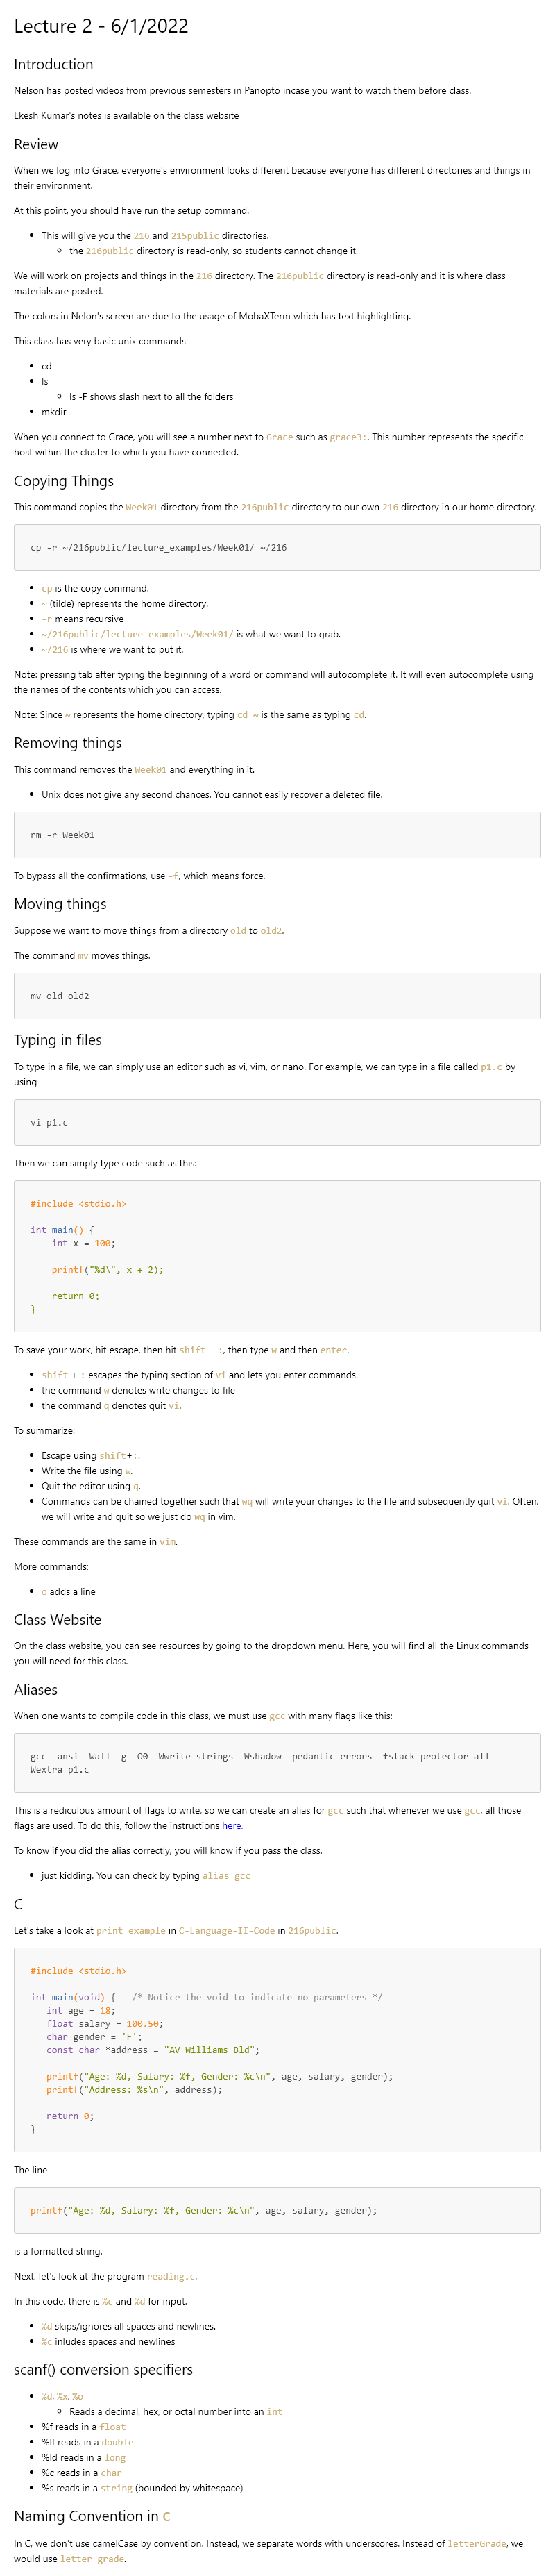 Lecture 2 - 6/1/2022
Introduction
Nelson has posted videos from previous semesters in Panopto incase you want to watch them before class.
Ekesh Kumar's notes is available on the class website
Review
When we log into Grace, everyone's environment looks different because everyone has different directories and things in
their environment.
At this point, you should have run the setup command.
• This will give you the 216 and 215public directories.
◦ the 216public directory is read-only, so students cannot change it.
We will work on projects and things in the 216 directory. The 216public directory is read-only and it is where class
materials are posted.
The colors in Nelon's screen are due to the usage of MobaXTerm which has text highlighting.
This class has very basic unix commands
• cd
• ls
◦ ls -F shows slash next to all the folders
• mkdir
When you connect to Grace, you will see a number next to Grace such as grace3:. This number represents the specific
host within the cluster to which you have connected.
Copying Things
This command copies the Week01 directory from the 216public directory to our own 216 directory in our home directory.
cp -r ~/216public/lecture_examples/Week01/ ~/216
• cp is the copy command.
• ~ (tilde) represents the home directory.
• -r means recursive
• ~/216public/lecture_examples/Week01/ is what we want to grab.
• ~/216 is where we want to put it.
Note: pressing tab after typing the beginning of a word or command will autocomplete it. It will even autocomplete using
the names of the contents which you can access.
Note: Since ~ represents the home directory, typing cd ~ is the same as typing cd.
Removing things
This command removes the Week01 and everything in it.
• Unix does not give any second chances. You cannot easily recover a deleted file.
rm -r Week01
To bypass all the confirmations, use -f, which means force.
Moving things
Suppose we want to move things from a directory old to old2.
The command mv moves things.
mv old old2
Typing in files
To type in a file, we can simply use an editor such as vi, vim, or nano. For example, we can type in a file called p1.c by
using
vi p1.c
Then we can simply type code such as this:
#include <stdio.h>
int main() {
    int x = 100;
    printf("%d\", x + 2);
    return 0;
}
To save your work, hit escape, then hit shift + :, then type w and then enter.
• shift + : escapes the typing section of vi and lets you enter commands.
• the command w denotes write changes to file
• the command q denotes quit vi.
To summarize:
• Escape using shift+:.
• Write the file using w.
• Quit the editor using q.
• Commands can be chained together such that wq will write your changes to the file and subsequently quit vi. Often,
we will write and quit so we just do wq in vim.
These commands are the same in vim.
More commands:
• o adds a line
Class Website
On the class website, you can see resources by going to the dropdown menu. Here, you will find all the Linux commands
you will need for this class.
Aliases
When one wants to compile code in this class, we must use gcc with many flags like this:
gcc -ansi -Wall -g -O0 -Wwrite-strings -Wshadow -pedantic-errors -fstack-protector-all -
Wextra p1.c
This is a rediculous amount of flags to write, so we can create an alias for gcc such that whenever we use gcc, all those
flags are used. To do this, follow the instructions here.
To know if you did the alias correctly, you will know if you pass the class.
• just kidding. You can check by typing alias gcc
C
Let's take a look at print example in C-Language-II-Code in 216public.
#include <stdio.h>
int main(void) {   /* Notice the void to indicate no parameters */
   int age = 18;
   float salary = 100.50;
   char gender = 'F';
   const char *address = "AV Williams Bld";
   printf("Age: %d, Salary: %f, Gender: %c\n", age, salary, gender);
   printf("Address: %s\n", address);
   return 0;
}
The line
printf("Age: %d, Salary: %f, Gender: %c\n", age, salary, gender);
is a formatted string.
Next, let's look at the program reading.c.
In this code, there is %c and %d for input.
• %d skips/ignores all spaces and newlines.
• %c inludes spaces and newlines
scanf() conversion specifiers
• %d, %x, %o
◦ Reads a decimal, hex, or octal number into an int
• %f reads in a float
• %lf reads in a double
• %ld reads in a long
• %c reads in a char
• %s reads in a string (bounded by whitespace)
Naming Convention in C
In C, we don't use camelCase by convention. Instead, we separate words with underscores. Instead of letterGrade, we
would use letter_grade.